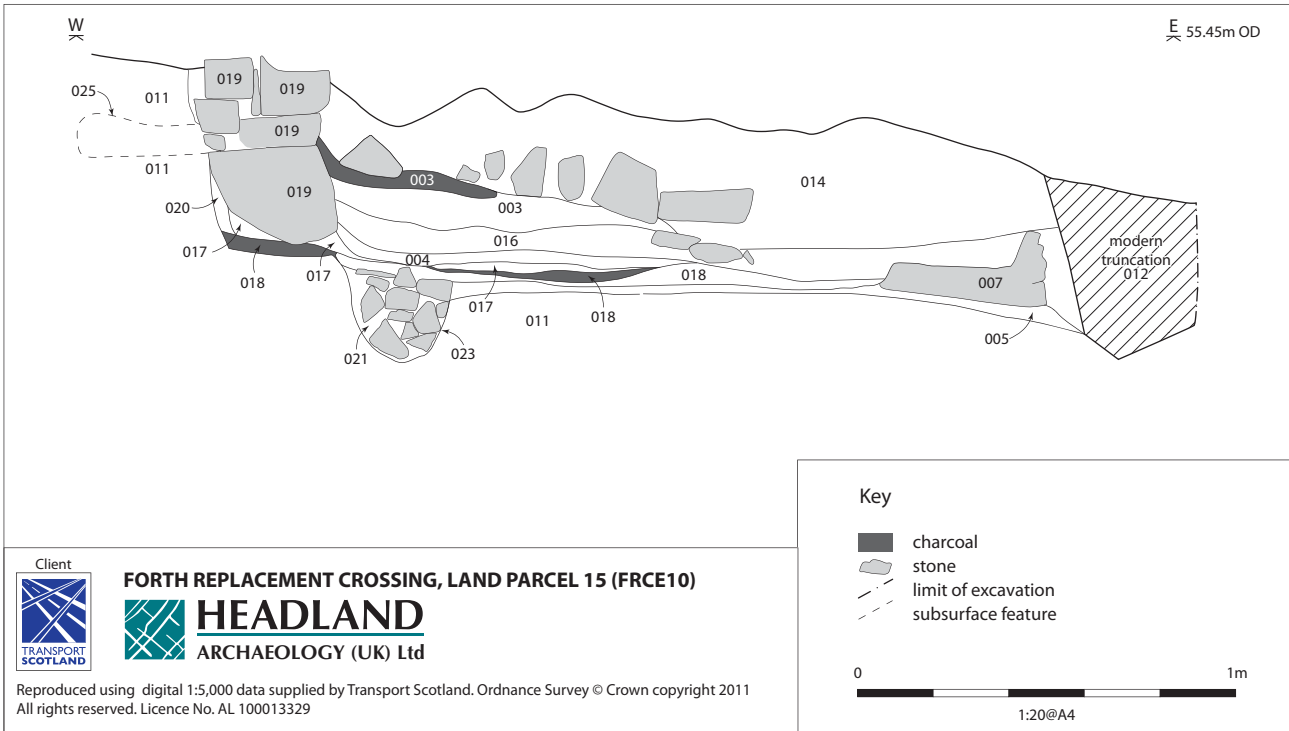 W
E 55.45m OD
025
011
019
019
019
011
003
003
014
019
020
016
017
017
004
018
018
modern
truncation
012
007
018
017
011
018
005
021
023
Key
charcoal
stone
limit of excavation
subsurface feature
0 1m
1:20@A4
Client
TRANSPORT
SCOTLAND
FORTH REPLACEMENT CROSSING, LAND PARCEL 15 (FRCE10)
HEADLAND
ARCHAEOLOGY (UK) Ltd
Reproduced using digital 1:5,000 data supplied by Transport Scotland. Ordnance Survey © Crown copyright 2011
All rights reserved. Licence No. AL 100013329